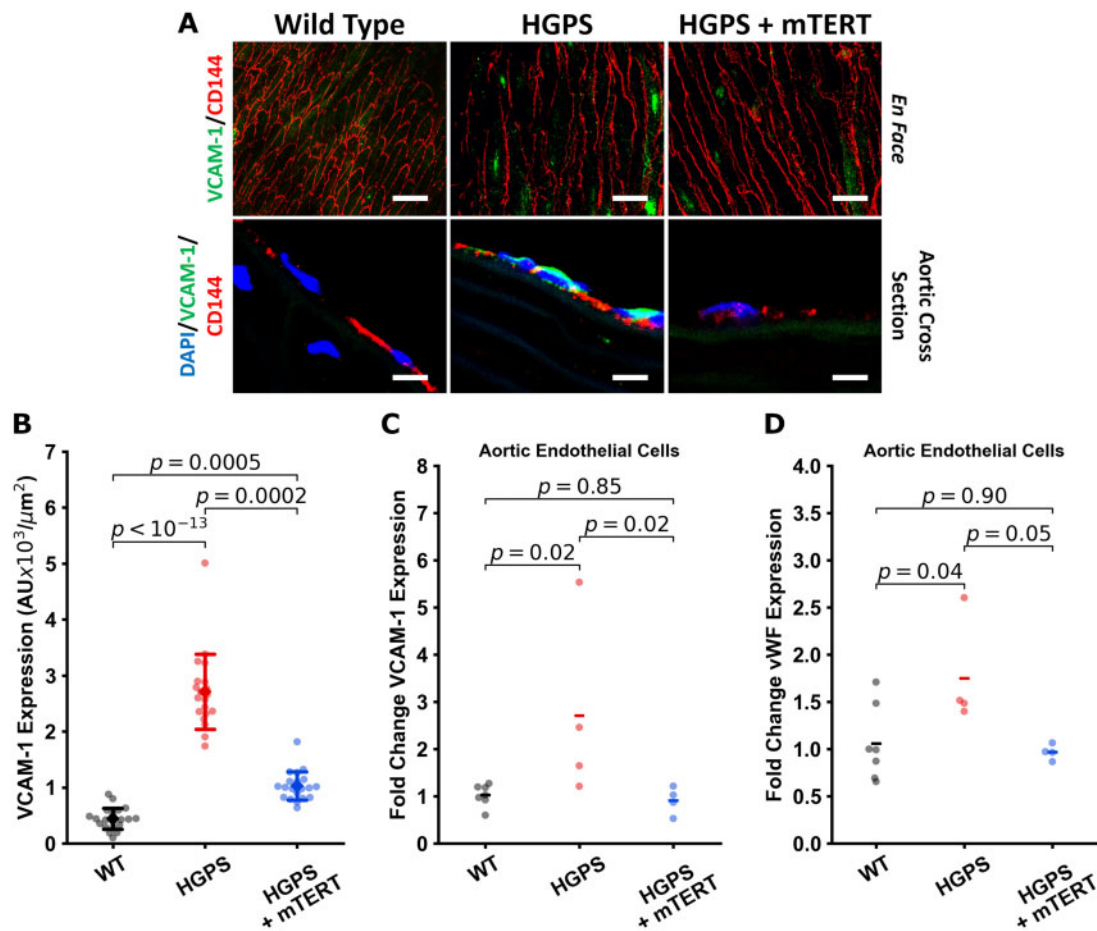 A
Wild Type
HGPS
HGPS + mTERT
VCAM-1/CD144
En Face
DAPI/VCAM-1/
CD144
Aortic Cross
Section
B
VCAM-1 Expression (AUx10³/μm²)
7
6
5
4
3
2
1
0
p = 0.0005
p = 0.0002
p < 10⁻¹³
WT
HGPS
HGPS
+ mTERT
C
Aortic Endothelial Cells
Fold Change VCAM-1 Expression
8
7
6
5
4
3
2
1
0
p = 0.85
p = 0.02
p = 0.02
WT
HGPS
HGPS
+ mTERT
D
Aortic Endothelial Cells
Fold Change vWF Expression
4.0
3.5
3.0
2.5
2.0
1.5
1.0
0.5
0.0
p = 0.90
p = 0.05
p = 0.04
WT
HGPS
HGPS
+ mTERT